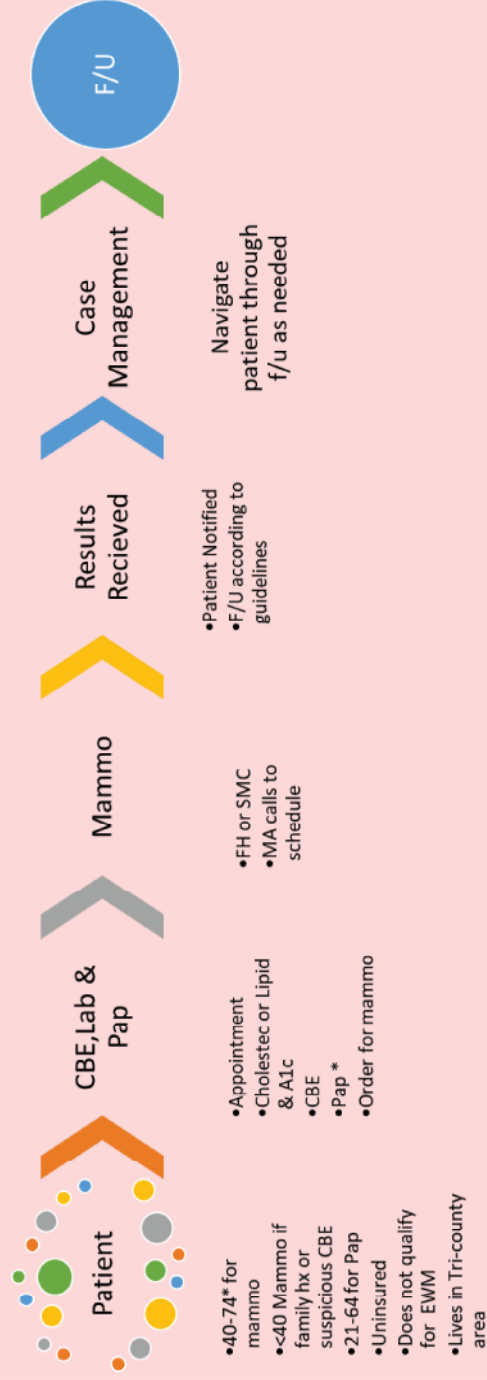 Patient
•40-74* for
mammo
•<40 Mammo if
family hx or
suspicious CBE
•21-64 for Pap
•Uninsured
•Does not qualify
for EWM
•Lives in Tri-county
area
CBE,Lab &
Pap
•Appointment
•Cholestec or Lipid
& A1c
•CBE
•Pap *
•Order for mammo
Mammo
•FH or SMC
•MA calls to
schedule
Results
Recieved
•Patient Notified
•F/U according to
guidelines
Case
Management
Navigate
patient through
f/u as needed
F/U